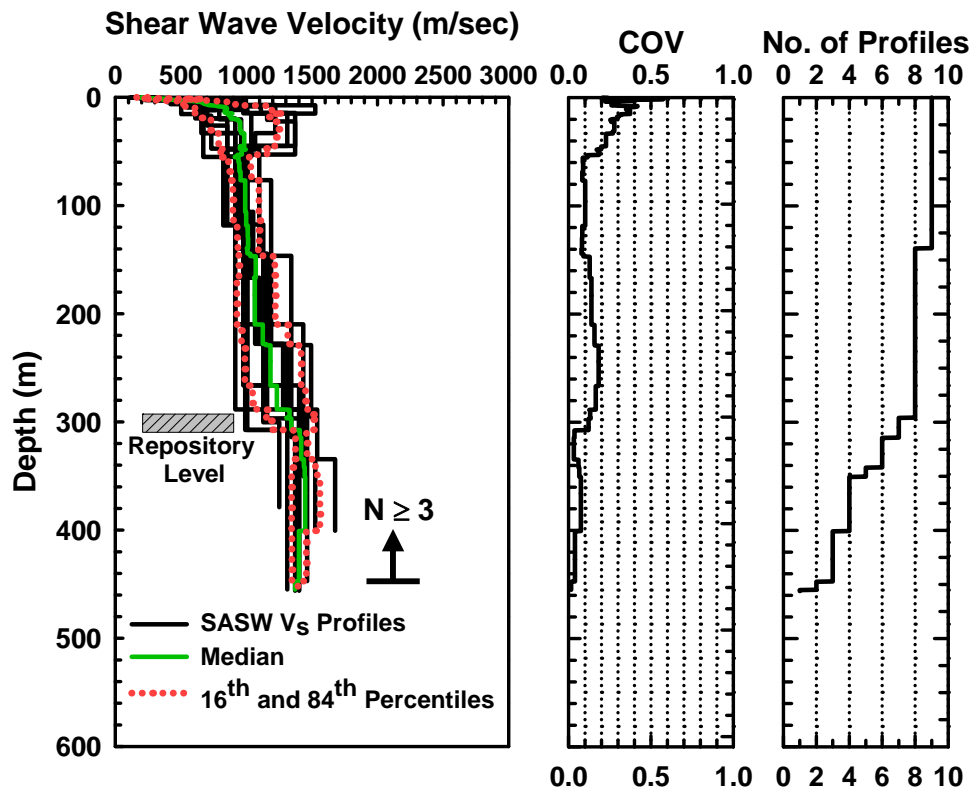 Shear Wave Velocity (m/sec)
0 500 1000 1500 2000 2500 3000
Depth (m)
0
100
200
300
400
500
600
Repository
Level
N ≥ 3
SASW Vs Profiles
Median
16th and 84th Percentiles
COV
0.0 0.5 1.0
0.0 0.5 1.0
No. of Profiles
0 2 4 6 8 10
0 2 4 6 8 10